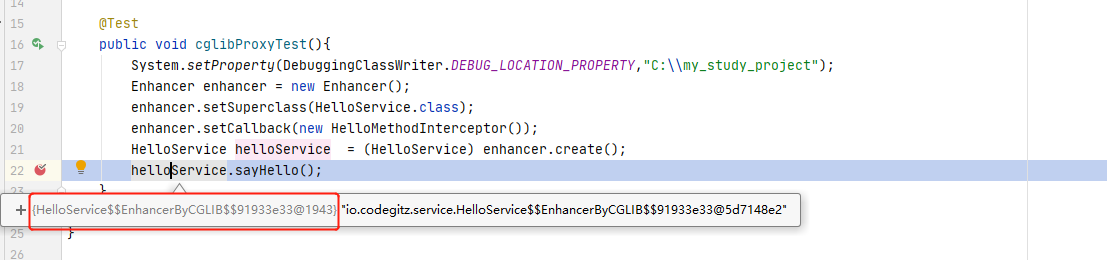 14
15 @Test
16 public void cglibProxyTest(){
17 System.setProperty(DebuggingClassWriter.DEBUG_LOCATION_PROPERTY,"C:\\my_study_project");
18 Enhancer enhancer = new Enhancer();
19 enhancer.setSuperclass(HelloService.class);
20 enhancer.setCallback(new HelloMethodInterceptor());
21 HelloService helloService  = (HelloService) enhancer.create();
22 helloService.sayHello();
23 }
+ {HelloService$$EnhancerByCGLIB$$91933e33@1943} "io.codegitz.service.HelloService$$EnhancerByCGLIB$$91933e33@5d7148e2"
25 }
26